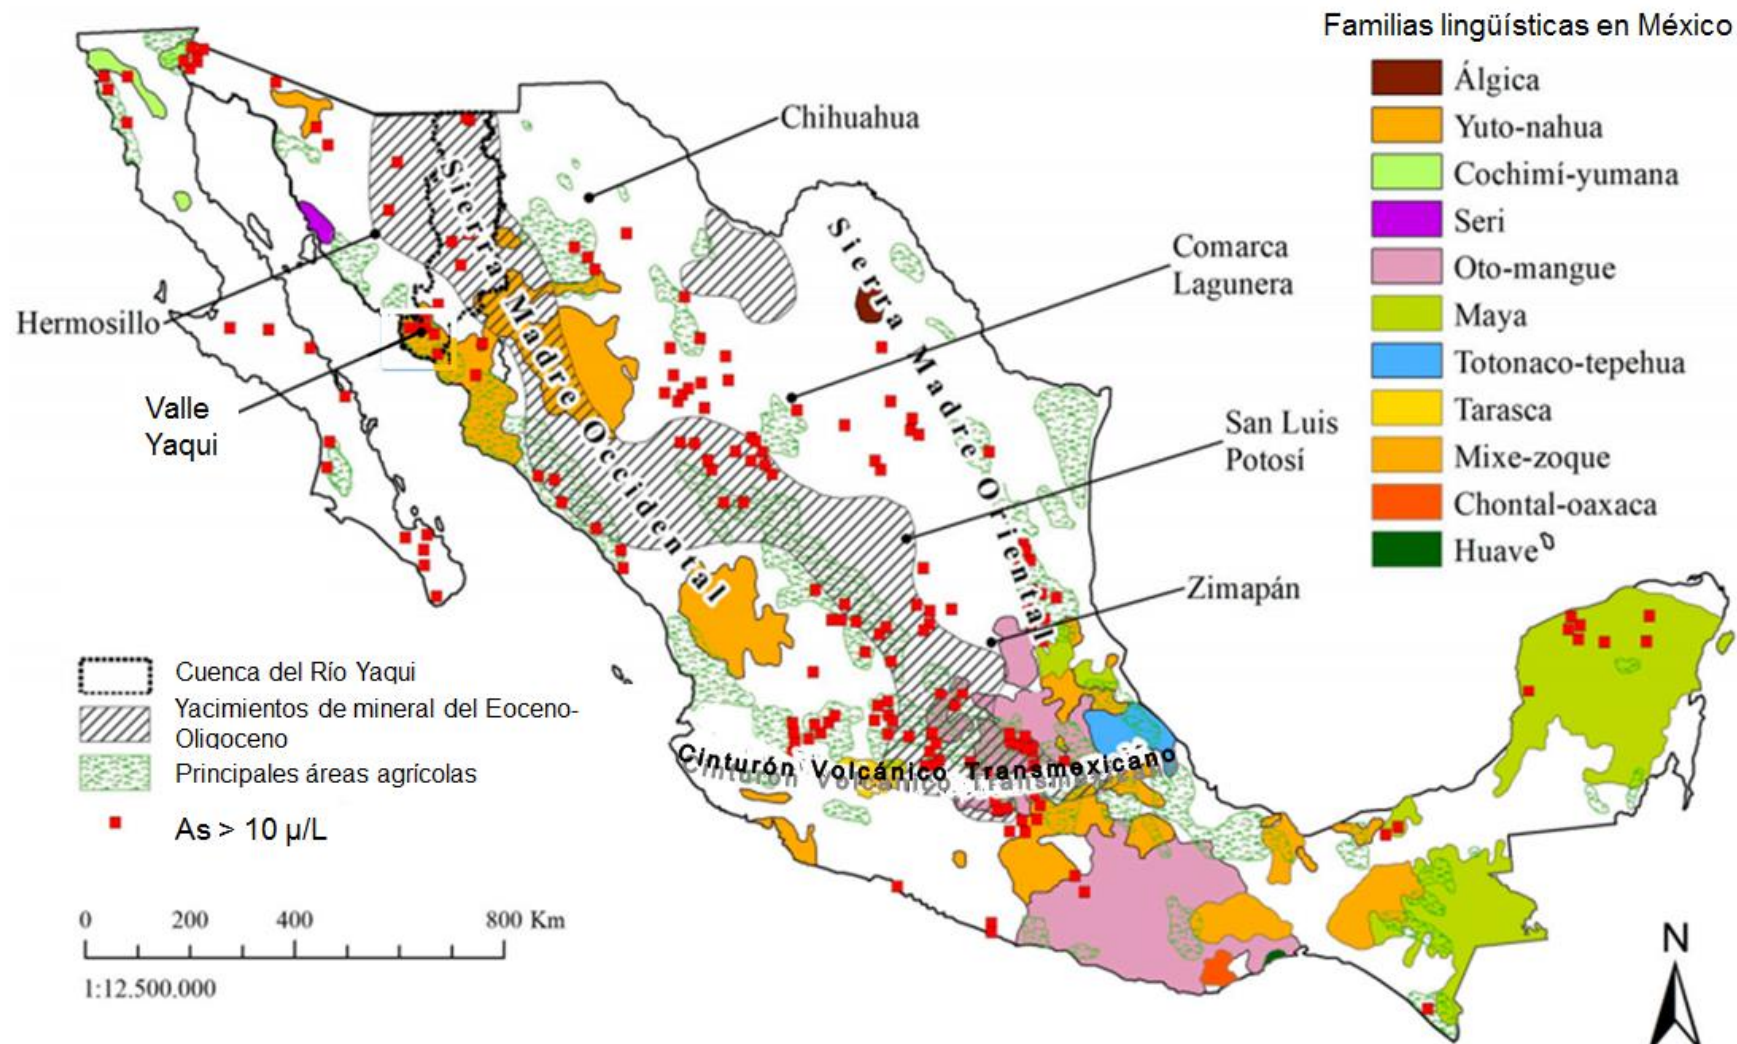 Familias lingüísticas en México
Álgica
Yuto-nahua
Cochimí-yumana
Seri
Oto-mangue
Maya
Totonaco-tepehua
Tarasca
Mixe-zoque
Chontal-oaxaca
Huave
Chihuahua
Comarca
Lagunera
San Luis
Potosí
Zimapán
Hermosillo
Valle
Yaqui
Sierra Madre Occidental
Sierra Madre Oriental
Cinturón Volcánico Transmexicano
Cuenca del Río Yaqui
Yacimientos de mineral del Eoceno-
Oligoceno
Principales áreas agrícolas
As > 10 µ/L
0 200 400 800 Km
1:12.500.000
N